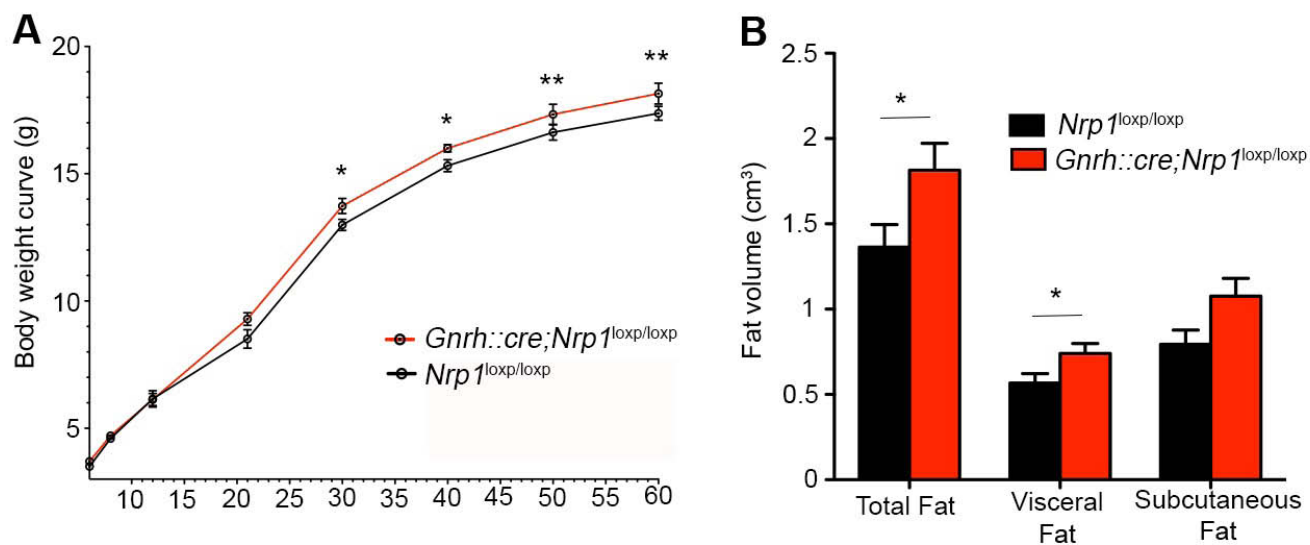 A
Body weight curve (g)
20
15
10
5
*
*
**
**
Gnrh::cre;Nrp1loxp/loxp
Nrp1loxp/loxp
10 15 20 25 30 35 40 45 50 55 60
B
Fat volume (cm³)
2.5
2
1.5
1
0.5
0
*
*
Nrp1loxp/loxp
Gnrh::cre;Nrp1loxp/loxp
Total Fat
Visceral
Fat
Subcutaneous
Fat